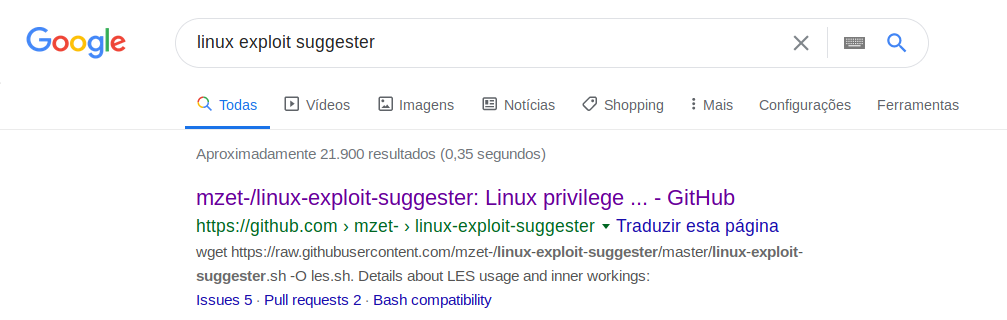 Google
linux exploit suggester
Todas Vídeos Imagens Notícias Shopping Mais Configurações Ferramentas
Aproximadamente 21.900 resultados (0,35 segundos)
mzet-/linux-exploit-suggester: Linux privilege ... - GitHub
https://github.com › mzet- › linux-exploit-suggester Traduzir esta página
wget https://raw.githubusercontent.com/mzet-/linux-exploit-suggester/master/linux-exploit-
suggester.sh -O les.sh. Details about LES usage and inner workings:
Issues 5 · Pull requests 2 · Bash compatibility